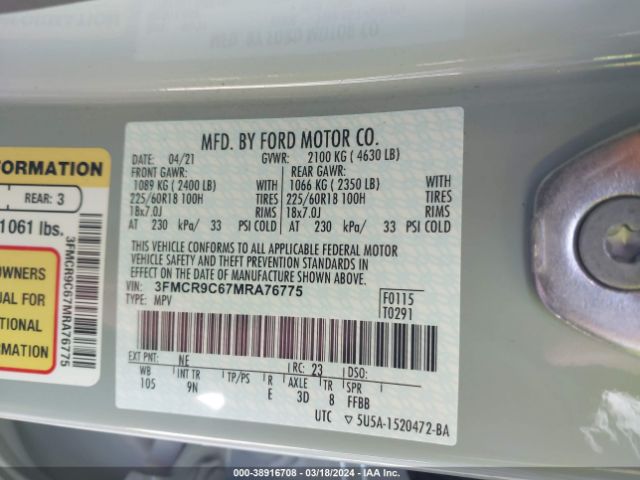 MFD. BY FORD MOTOR CO.
DATE: 04/21 GVWR: 2100 KG ( 4630 LB)
FRONT GAWR: REAR GAWR:
1089 KG ( 2400 LB) WITH 1066 KG ( 2350 LB) WITH
225/60R18 100H TIRES 225/60R18 100H TIRES
18x7.0J RIMS 18x7.0J RIMS
AT 230 kPa/ 33 PSI COLD AT 230 kPa/ 33 PSI COLD
THIS VEHICLE CONFORMS TO ALL APPLICABLE FEDERAL MOTOR
VEHICLE SAFETY AND THEFT PREVENTION STANDARDS IN
EFFECT ON THE DATE OF MANUFACTURE SHOWN ABOVE.
VIN: 3FMCR9C67MRA76775
TYPE: MPV
F0115
T0291
EXT PNT: NE RC: 23 DSO:
WB INT TR TP/PS R AXLE TR SPR
105 9N E 3D 8 FFBB
UTC ▽ 5U5A-1520472-BA
FORMATION
REAR: 3
1061 lbs.
OWNERS
UAL FOR
ONAL
RMATION
3FMCR9C67MRA76775
000-38916708 - 03/18/2024 - IAA Inc.